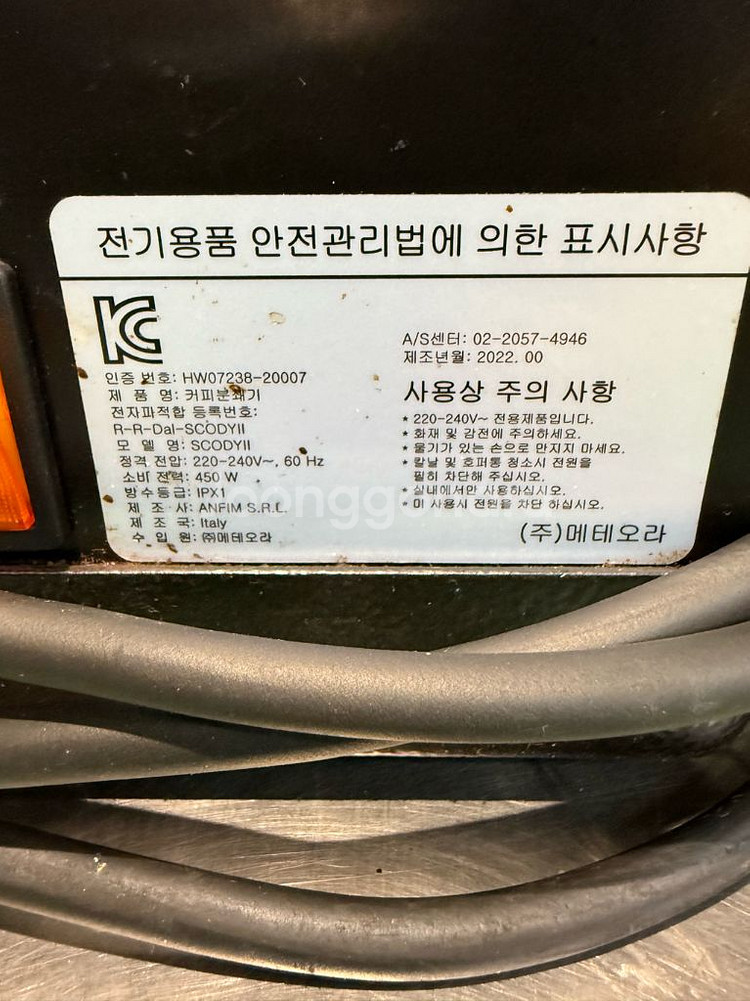 전기용품 안전관리법에 의한 표시사항
인증 번호: HW07238-20007
제 품 명: 커피분쇄기
전자파적합 등록번호:
R-R-Dal-SCODYII
모 델 명: SCODYII
정격 전압: 220-240V~, 60 Hz
소비 전력: 450 W
방수등급: IPX1
제 조 사: ANFIM S.R.L.
제 조 국: Italy
수 입 원: ㈜메테오라
A/S센터: 02-2057-4946
제조년월: 2022. 00
사용상 주의 사항
* 220-240V~ 전용제품입니다.
* 화재 및 감전에 주의하세요.
* 물기가 있는 손으로 만지지 마세요.
* 칼날 및 호퍼통 청소시 전원을
필히 차단해 주십시오.
* 실내에서만 사용하십시오.
* 미 사용시 전원을 차단 하십시오.
(주)메테오라